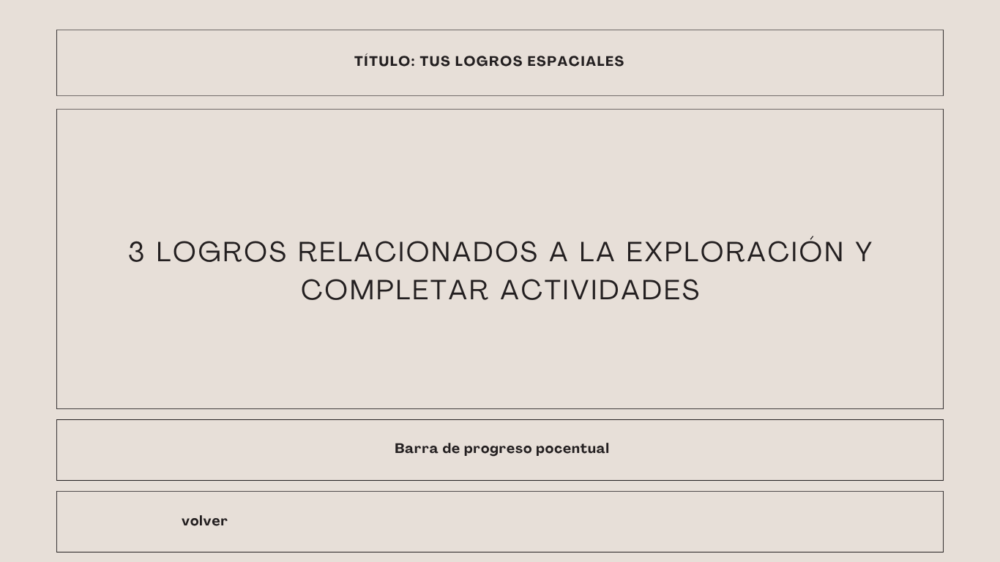 TÍTULO: TUS LOGROS ESPACIALES
3 LOGROS RELACIONADOS A LA EXPLORACIÓN Y
COMPLETAR ACTIVIDADES
Barra de progreso pocentual
volver